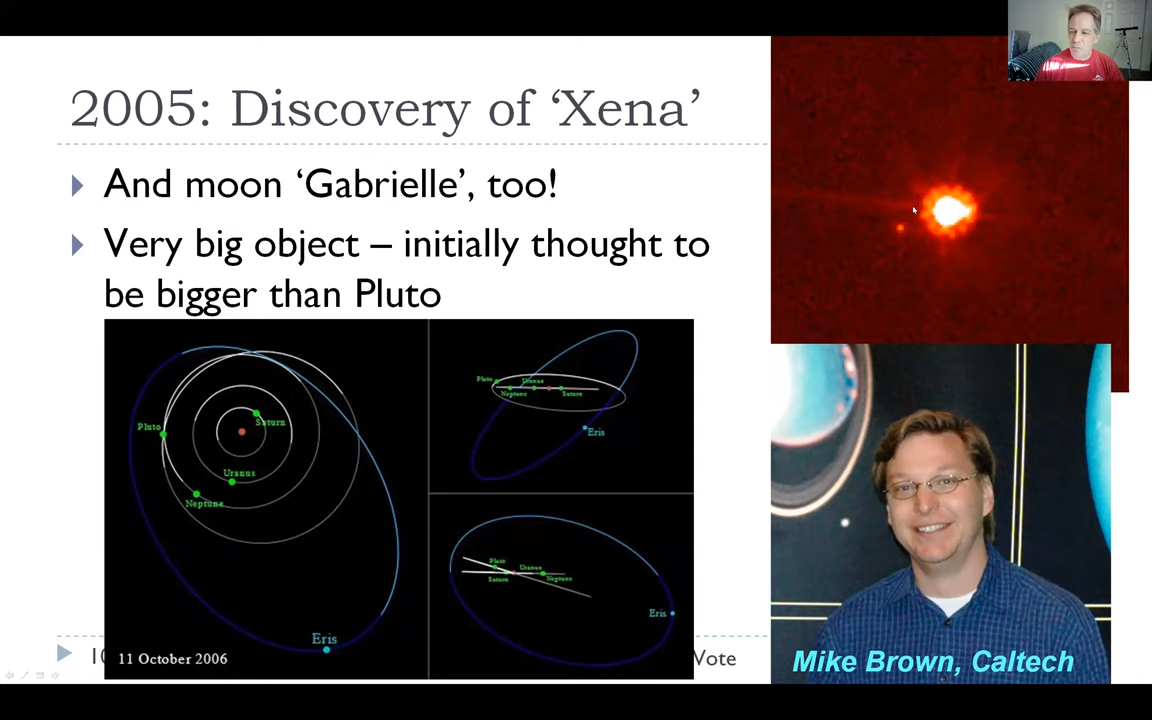 2005: Discovery of ‘Xena’
And moon ‘Gabrielle’, too!
Very big object – initially thought to
be bigger than Pluto
Pluto
Saturn
Uranus
Neptune
Eris
11 October 2006
Pluto
Uranus
Neptune
Saturn
Eris
Pluto
Uranus
Saturn
Neptune
Eris
Vote
Mike Brown, Caltech